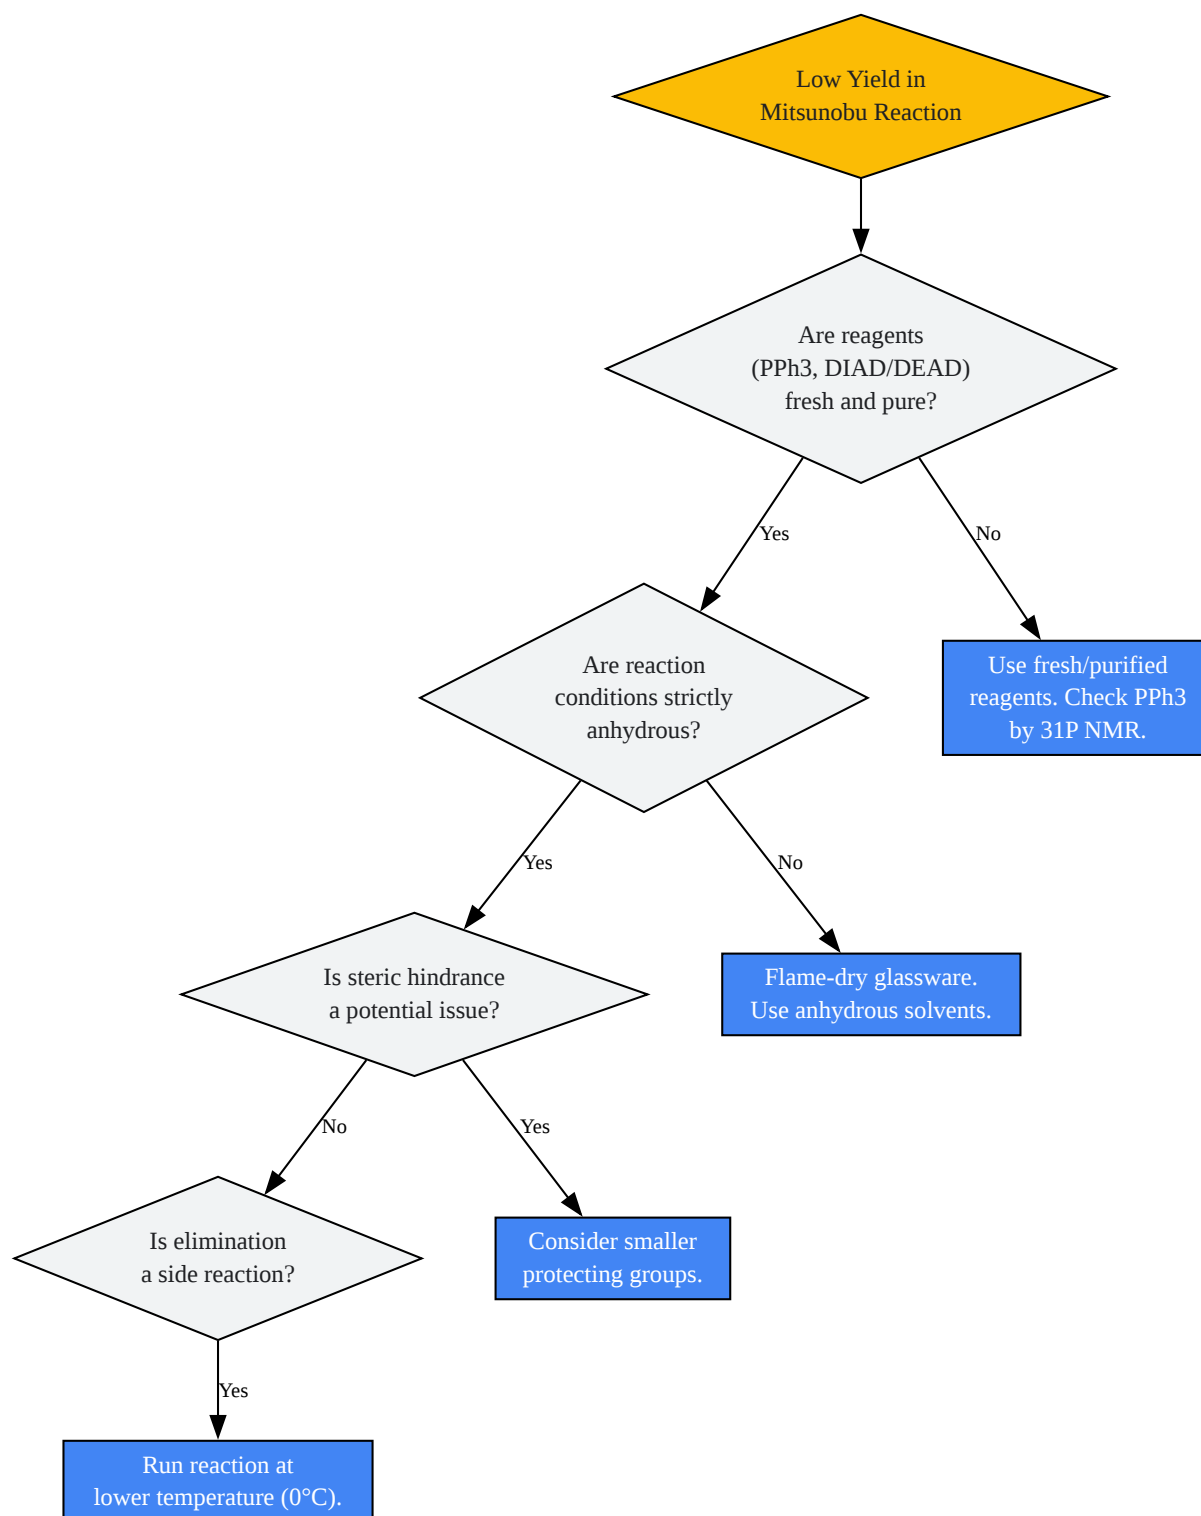 Low Yield in
Mitsunobu Reaction
Are reagents
(PPh3, DIAD/DEAD)
fresh and pure?
Yes
No
Are reaction
conditions strictly
anhydrous?
Use fresh/purified
reagents. Check PPh3
by 31P NMR.
Yes
No
Is steric hindrance
a potential issue?
Flame-dry glassware.
Use anhydrous solvents.
No
Yes
Is elimination
a side reaction?
Consider smaller
protecting groups.
Yes
Run reaction at
lower temperature (0°C).